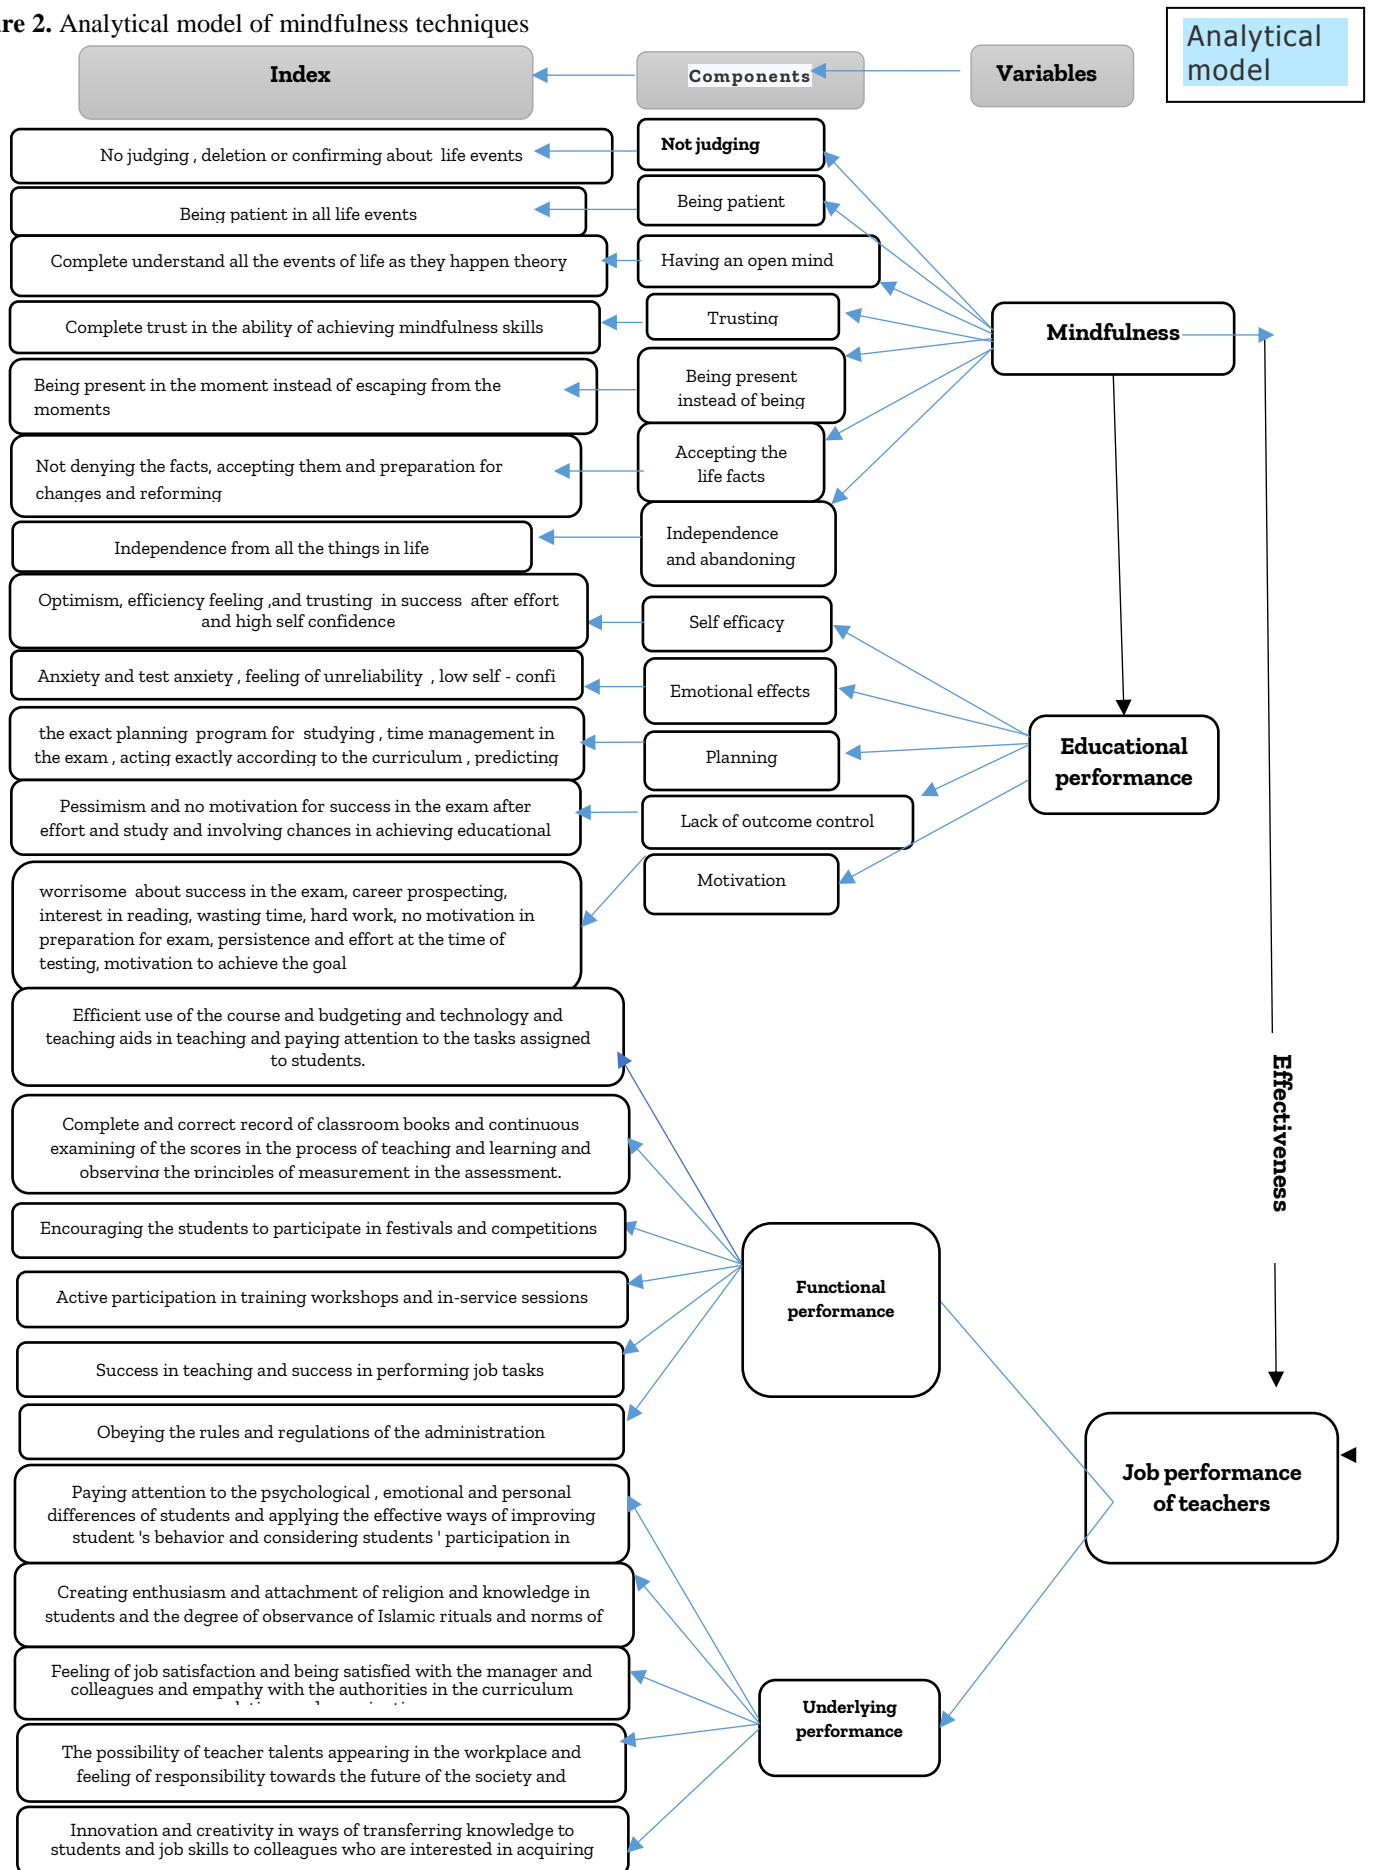 re 2. Analytical model of mindfulness techniques
Analytical
model
Index
Components
Variables
No judging , deletion or confirming about life events
Not judging
Being patient in all life events
Being patient
Complete understand all the events of life as they happen theory
Having an open mind
Complete trust in the ability of achieving mindfulness skills
Trusting
Mindfulness
Being present in the moment instead of escaping from the
moments
Being present
instead of being
Not denying the facts, accepting them and preparation for
changes and reforming
Accepting the
life facts
Independence from all the things in life
Independence
and abandoning
Optimism, efficiency feeling ,and trusting in success after effort
and high self confidence
Self efficacy
Anxiety and test anxiety , feeling of unreliability , low self - confi
Emotional effects
the exact planning program for studying , time management in
the exam , acting exactly according to the curriculum , predicting
Planning
Educational
performance
Pessimism and no motivation for success in the exam after
effort and study and involving chances in achieving educational
Lack of outcome control
worrisome about success in the exam, career prospecting,
interest in reading, wasting time, hard work, no motivation in
preparation for exam, persistence and effort at the time of
testing, motivation to achieve the goal
Motivation
Efficient use of the course and budgeting and technology and
teaching aids in teaching and paying attention to the tasks assigned
to students.
Effectiveness
Complete and correct record of classroom books and continuous
examining of the scores in the process of teaching and learning and
observing the principles of measurement in the assessment.
Encouraging the students to participate in festivals and competitions
Active participation in training workshops and in-service sessions
Functional
performance
Success in teaching and success in performing job tasks
Obeying the rules and regulations of the administration
Job performance
of teachers
Paying attention to the psychological , emotional and personal
differences of students and applying the effective ways of improving
student 's behavior and considering students ' participation in
Creating enthusiasm and attachment of religion and knowledge in
students and the degree of observance of Islamic rituals and norms of
Feeling of job satisfaction and being satisfied with the manager and
colleagues and empathy with the authorities in the curriculum
Underlying
performance
The possibility of teacher talents appearing in the workplace and
feeling of responsibility towards the future of the society and
Innovation and creativity in ways of transferring knowledge to
students and job skills to colleagues who are interested in acquiring